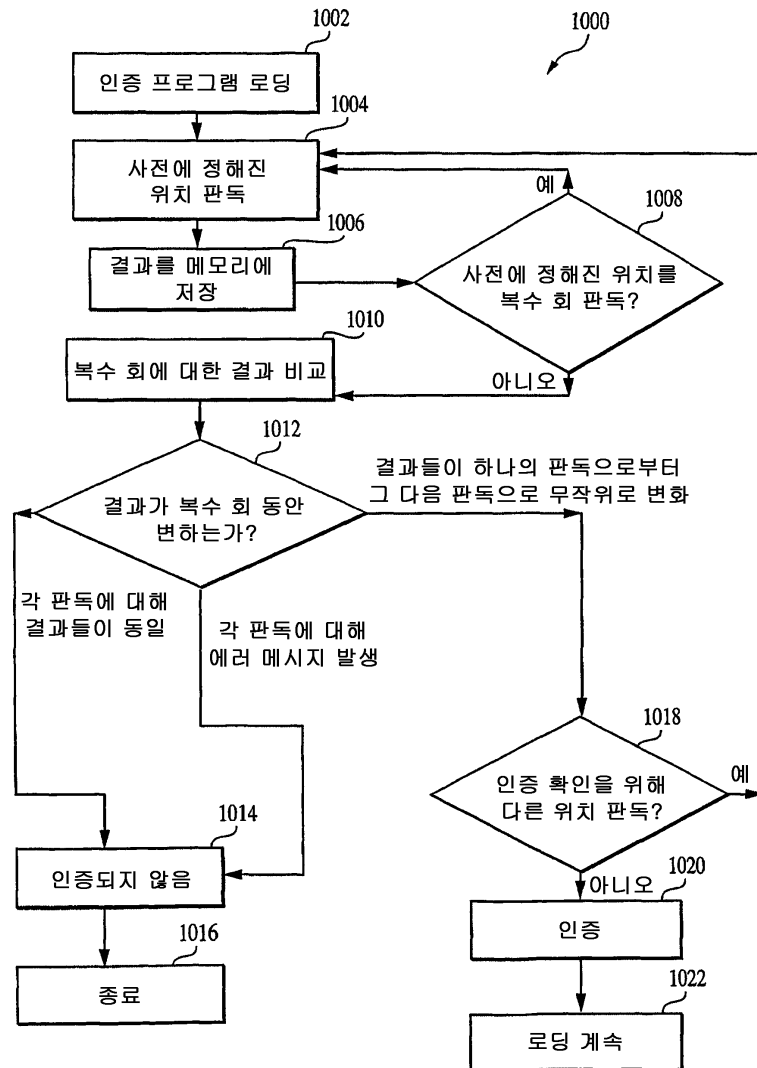 1002
1000
인증 프로그램 로딩
1004
사전에 정해진
위치 판독
예
1008
1006
결과를 메모리에
저장
사전에 정해진 위치를
복수 회 판독?
1010
복수 회에 대한 결과 비교
아니오
1012
결과가 복수 회 동안
변하는가?
결과들이 하나의 판독으로부터
그 다음 판독으로 무작위로 변화
각 판독에 대해
결과들이 동일
각 판독에 대해
에러 메시지 발생
1018
인증 확인을 위해
다른 위치 판독?
예
1014
인증되지 않음
아니오
1020
인증
1016
종료
1022
로딩 계속